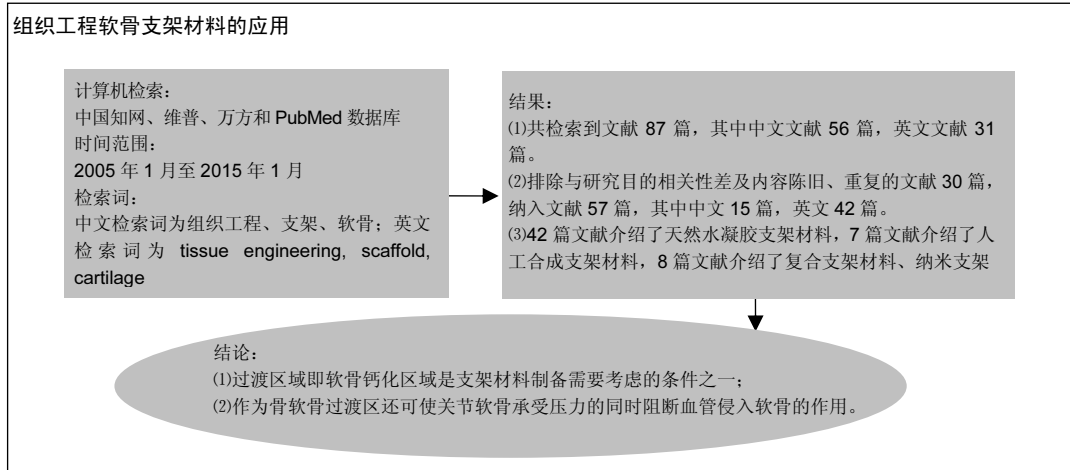 组织工程软骨支架材料的应用
计算机检索：
中国知网、维普、万方和 PubMed 数据库
时间范围：
2005 年 1 月至 2015 年 1 月
检索词：
中文检索词为组织工程、支架、软骨；英文
检索词为 tissue engineering, scaffold,
cartilage
结果：
⑴共检索到文献 87 篇，其中中文文献 56 篇，英文文献 31
篇。
⑵排除与研究目的相关性差及内容陈旧、重复的文献 30 篇，
纳入文献 57 篇，其中中文 15 篇，英文 42 篇。
⑶42 篇文献介绍了天然水凝胶支架材料，7 篇文献介绍了人
工合成支架材料，8 篇文献介绍了复合支架材料、纳米支架
结论：
⑴过渡区域即软骨钙化区域是支架材料制备需要考虑的条件之一；
⑵作为骨软骨过渡区还可使关节软骨承受压力的同时阻断血管侵入软骨的作用。